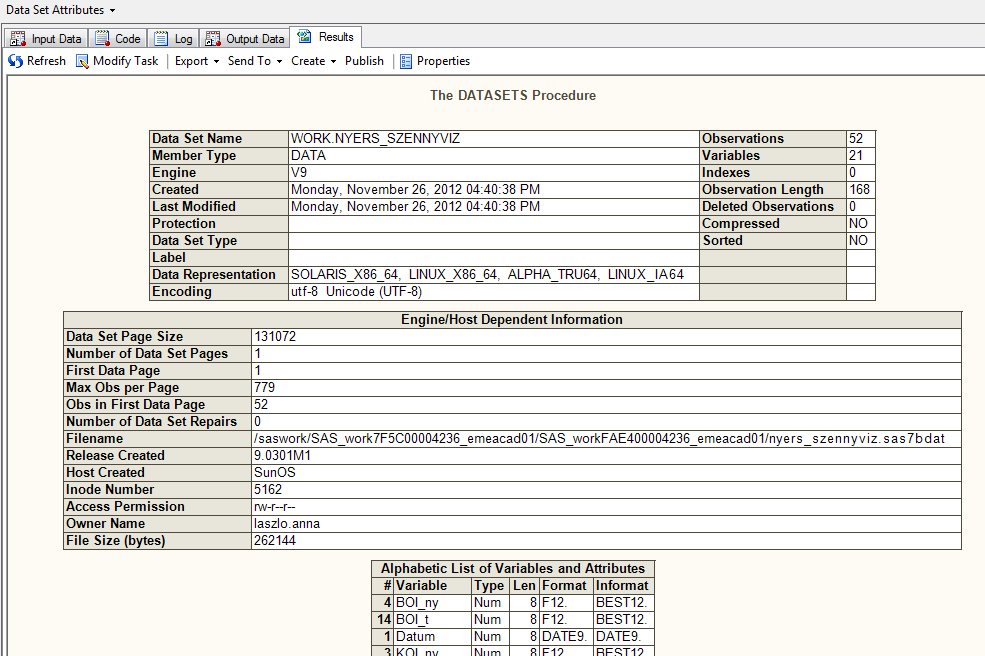 Data Set Attributes
Input Data Code Log Output Data Results
Refresh Modify Task Export Send To Create Publish Properties
The DATASETS Procedure
Data Set Name WORK.NYERS_SZENNYVIZ Observations 52
Member Type DATA Variables 21
Engine V9 Indexes 0
Created Monday, November 26, 2012 04:40:38 PM Observation Length 168
Last Modified Monday, November 26, 2012 04:40:38 PM Deleted Observations 0
Protection Compressed NO
Data Set Type Sorted NO
Label
Data Representation SOLARIS_X86_64, LINUX_X86_64, ALPHA_TRU64, LINUX_IA64
Encoding utf-8 Unicode (UTF-8)
Engine/Host Dependent Information
Data Set Page Size 131072
Number of Data Set Pages 1
First Data Page 1
Max Obs per Page 779
Obs in First Data Page 52
Number of Data Set Repairs 0
Filename /saswork/SAS_work7F5C00004236_emeacad01/SAS_workFAE400004236_emeacad01/nyers_szennyviz.sas7bdat
Release Created 9.0301M1
Host Created SunOS
Inode Number 5162
Access Permission rw-r--r--
Owner Name laszlo.anna
File Size (bytes) 262144
Alphabetic List of Variables and Attributes
# Variable Type Len Format Informat
4 BOI_ny Num 8 F12. BEST12.
14 BOI_t Num 8 F12. BEST12.
1 Datum Num 8 DATE9. DATE9.
3 KOI_ny Num 8 F12. BEST12.